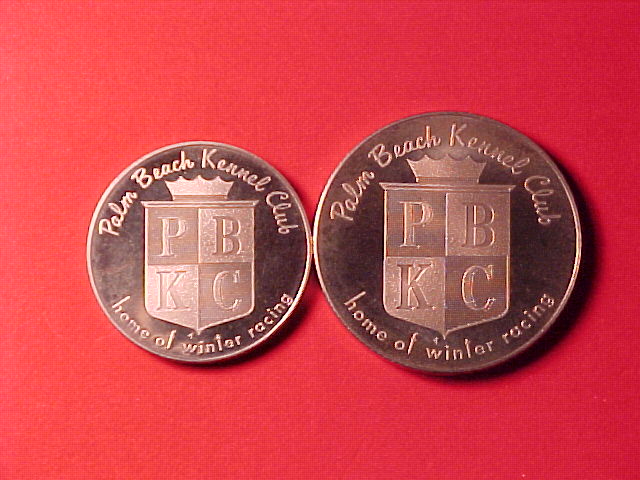 Palm Beach Kennel Club
P B
K C
home of winter racing
Palm Beach Kennel Club
P B
K C
home of winter racing